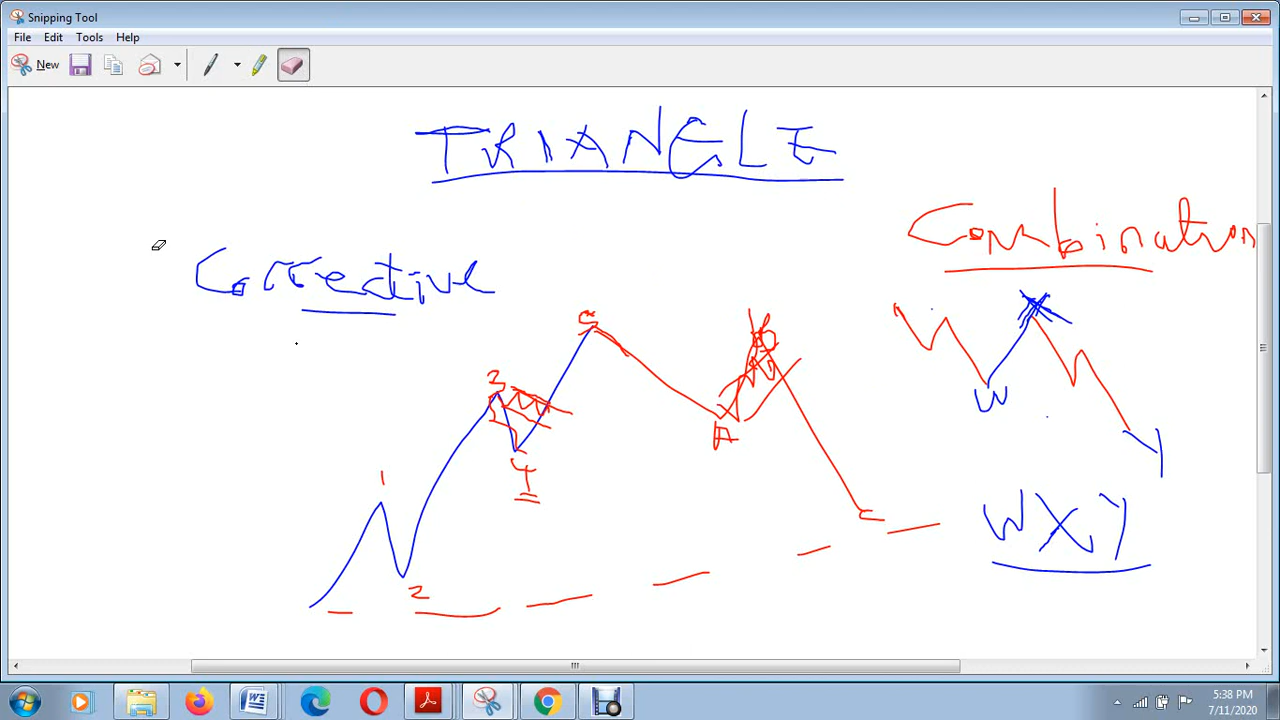 Snipping Tool
File Edit Tools Help
New
TRIANGLE
Combination
Corrective
5
B
3
W
A
Y
4
1
C
WXY
2
5:38 PM
7/11/2020